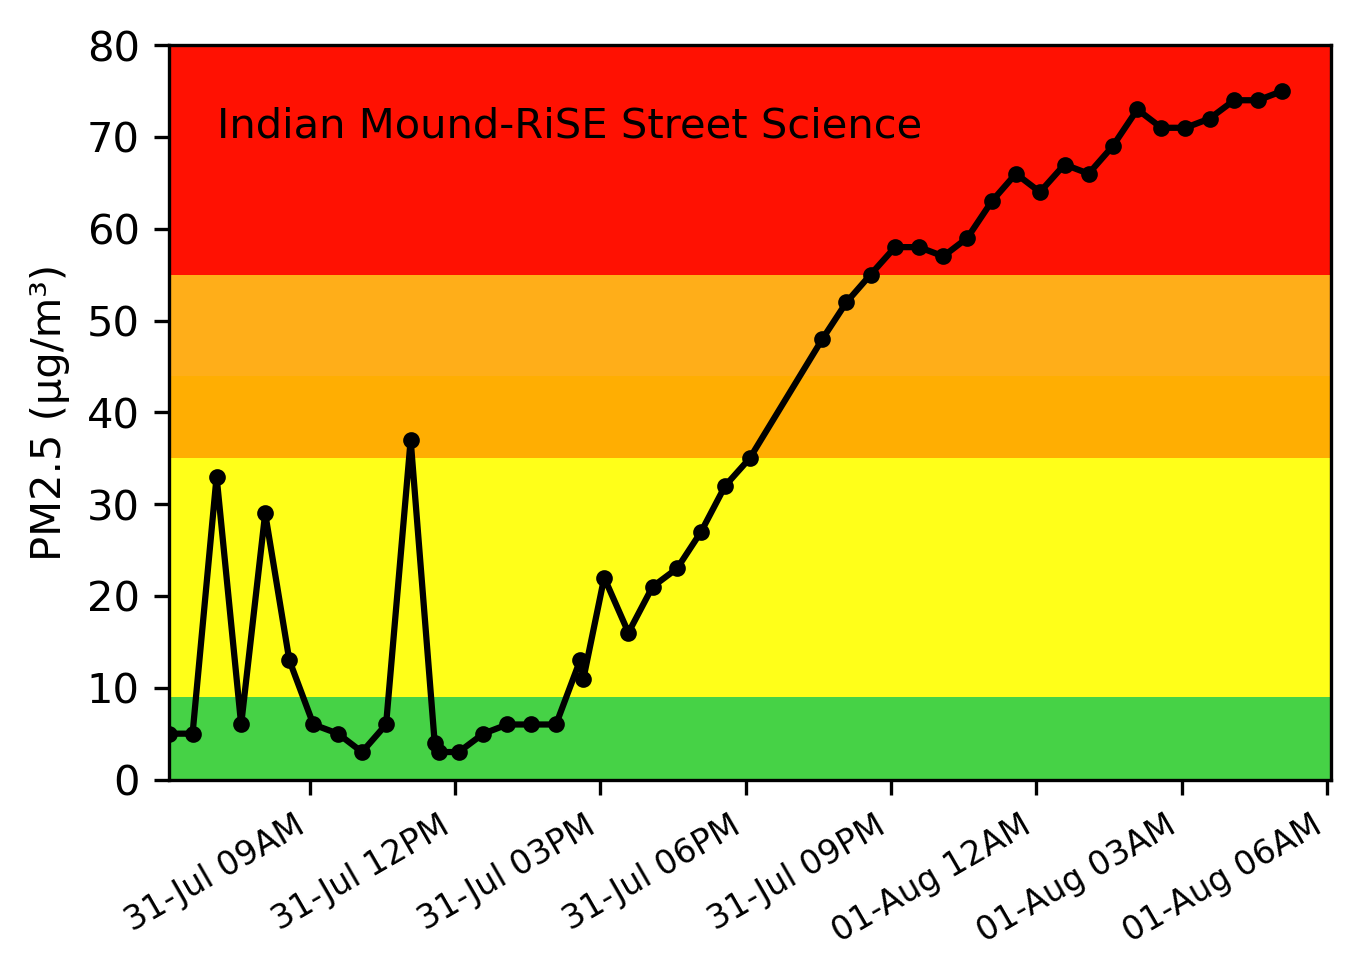 80
Indian Mound-RiSE Street Science
70
60
50
40
30
20
10
0
PM2.5 (µg/m³)
31-Jul 09AM
31-Jul 12PM
31-Jul 03PM
31-Jul 06PM
31-Jul 09PM
01-Aug 12AM
01-Aug 03AM
01-Aug 06AM